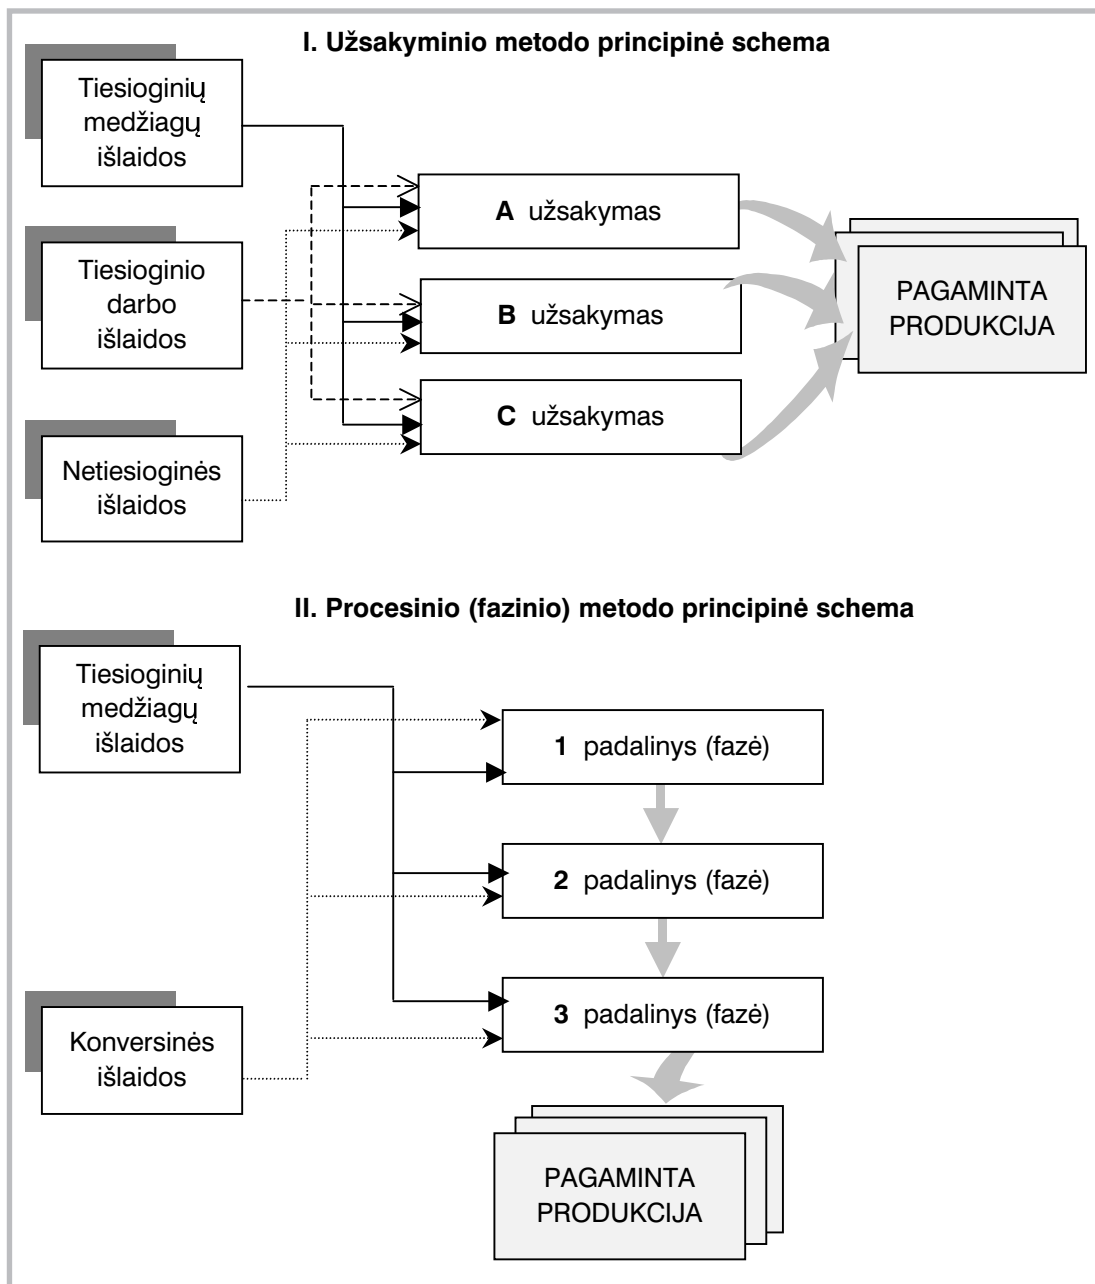 I. Užsakyminio metodo principinė schema
Tiesioginių
medžiagų
išlaidos
Tiesioginio
darbo
išlaidos
Netiesioginės
išlaidos
A užsakymas
B užsakymas
C užsakymas
PAGAMINTA
PRODUKCIJA
II. Procesinio (fazinio) metodo principinė schema
Tiesioginių
medžiagų
išlaidos
Konversinės
išlaidos
1 padalinys (fazė)
2 padalinys (fazė)
3 padalinys (fazė)
PAGAMINTA
PRODUKCIJA